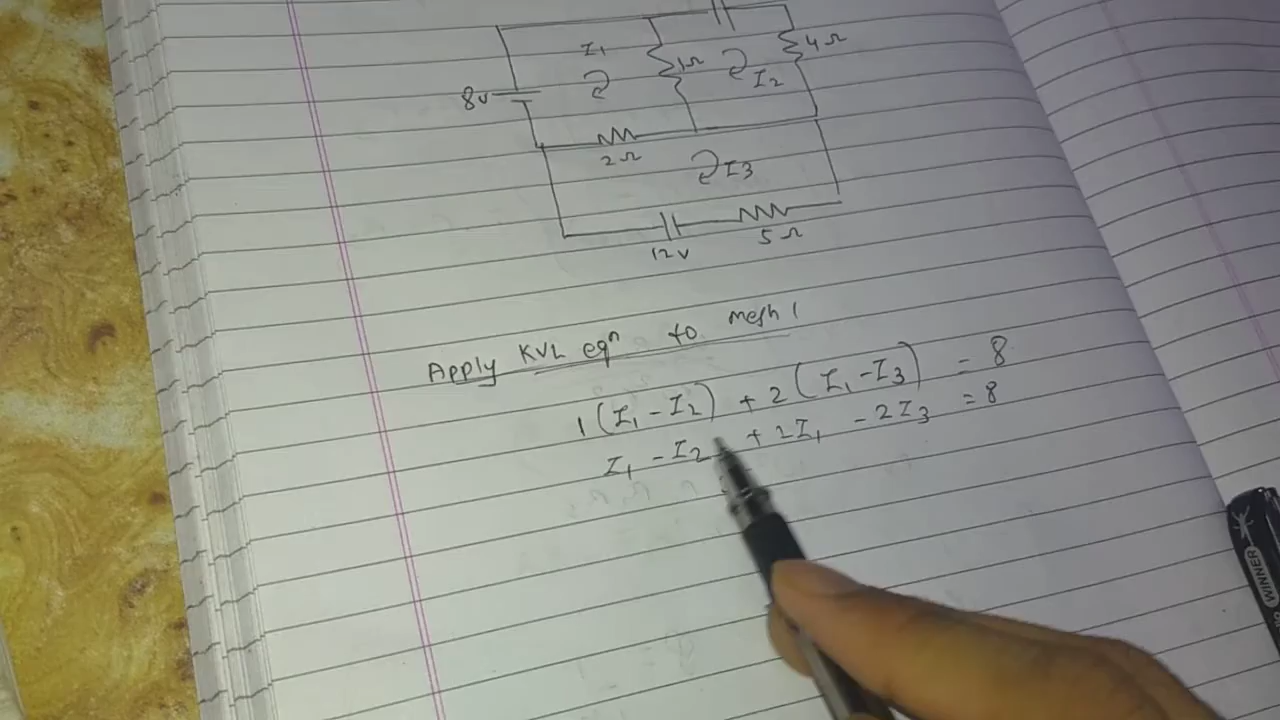 I1
1Ω
4Ω
I2
8v
2Ω
I3
12v
5Ω
Apply KVL eqn to mesh 1
1(I1 - I2) + 2(I1 - I3) = 8
I1 - I2 + 2I1 - 2I3 = 8
WINNER